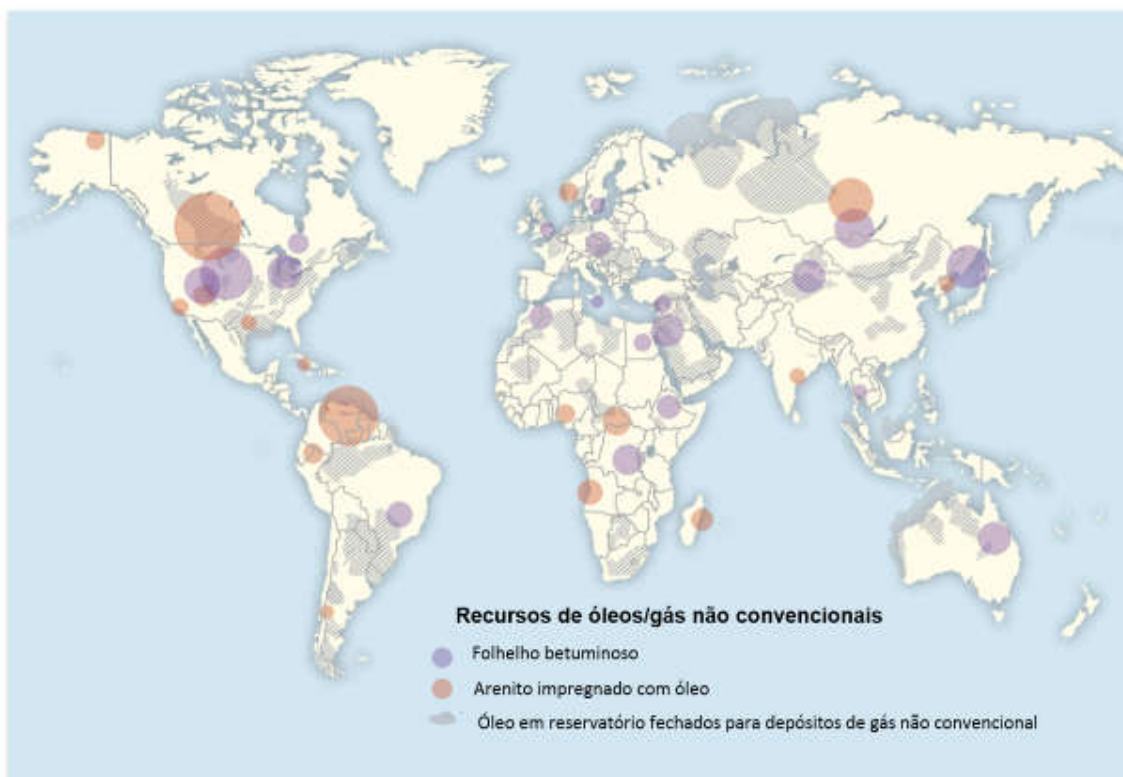 Recursos de óleos/gás não convencionais
Folhelho betuminoso
Arenito impregnado com óleo
Óleo em reservatório fechados para depósitos de gás não convencional